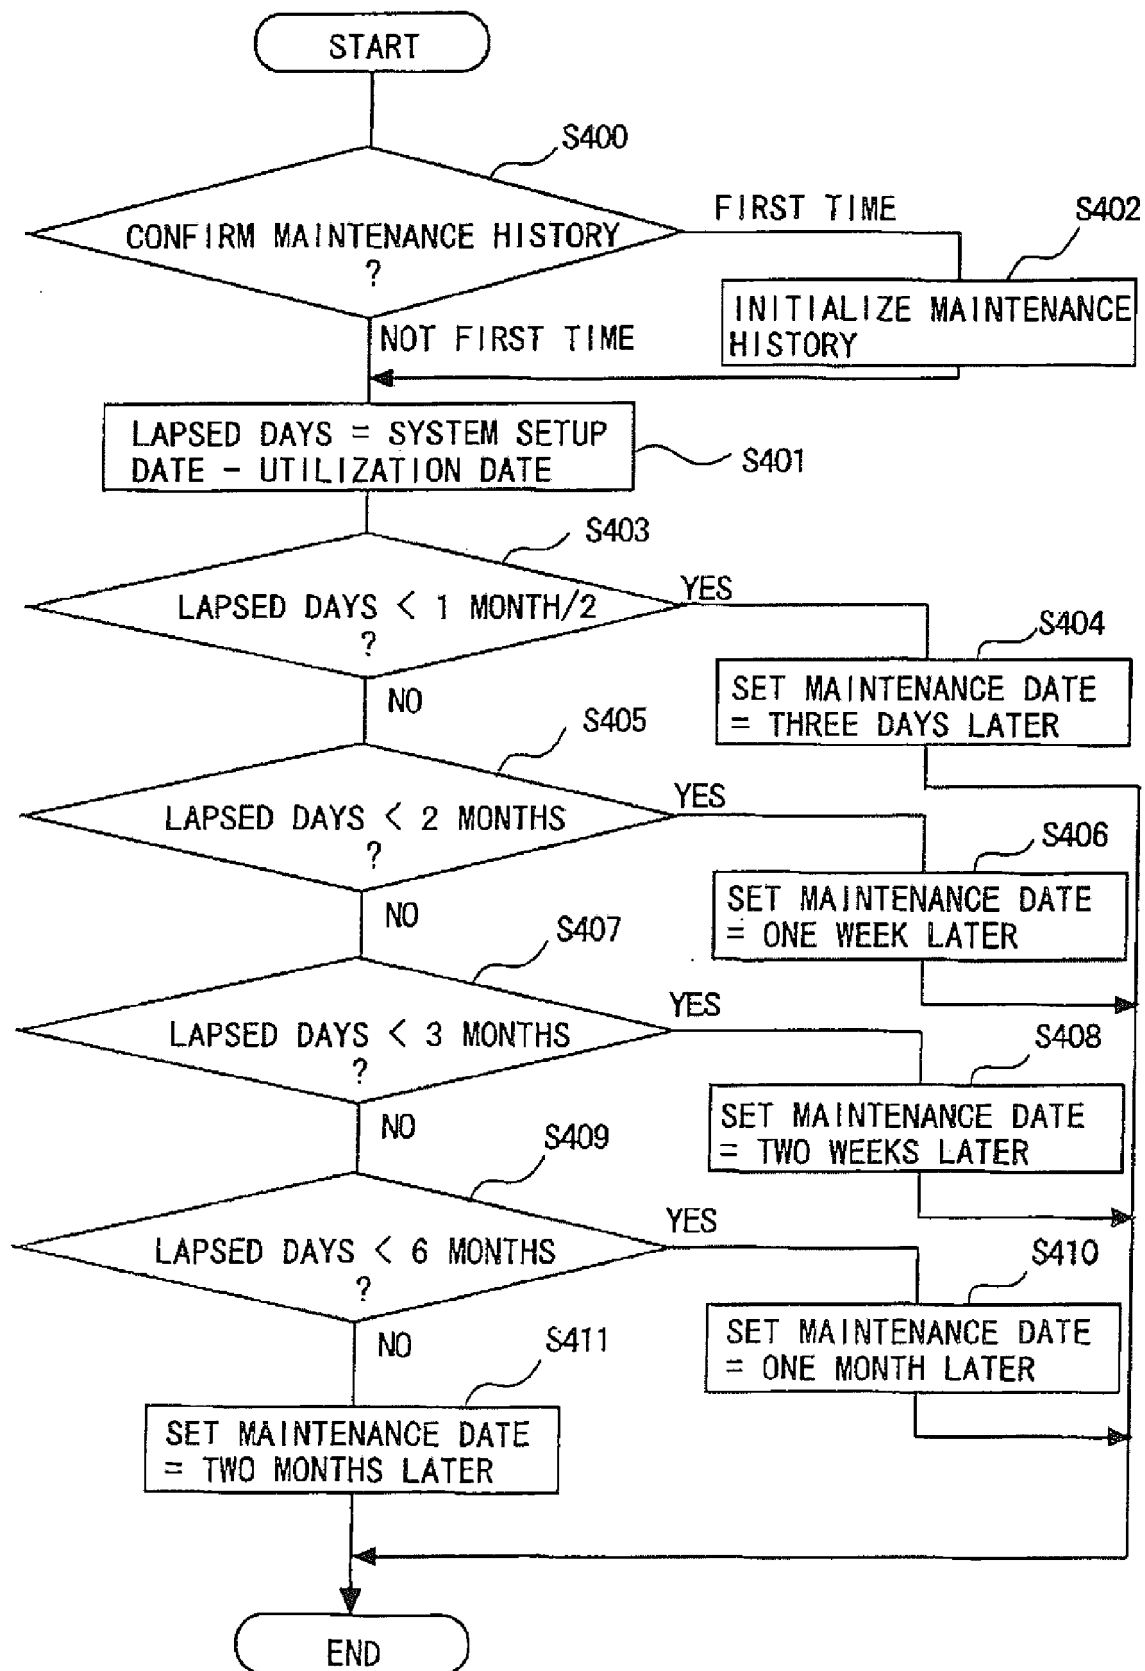 START
S400
CONFIRM MAINTENANCE HISTORY
?
FIRST TIME
S402
INITIALIZE MAINTENANCE
HISTORY
NOT FIRST TIME
LAPSED DAYS = SYSTEM SETUP
DATE - UTILIZATION DATE
S401
S403
LAPSED DAYS < 1 MONTH/2
?
YES
S404
SET MAINTENANCE DATE
= THREE DAYS LATER
NO
S405
LAPSED DAYS < 2 MONTHS
?
YES
S406
SET MAINTENANCE DATE
= ONE WEEK LATER
NO
S407
LAPSED DAYS < 3 MONTHS
?
YES
S408
SET MAINTENANCE DATE
= TWO WEEKS LATER
NO
S409
LAPSED DAYS < 6 MONTHS
?
YES
S410
SET MAINTENANCE DATE
= ONE MONTH LATER
NO
S411
SET MAINTENANCE DATE
= TWO MONTHS LATER
END